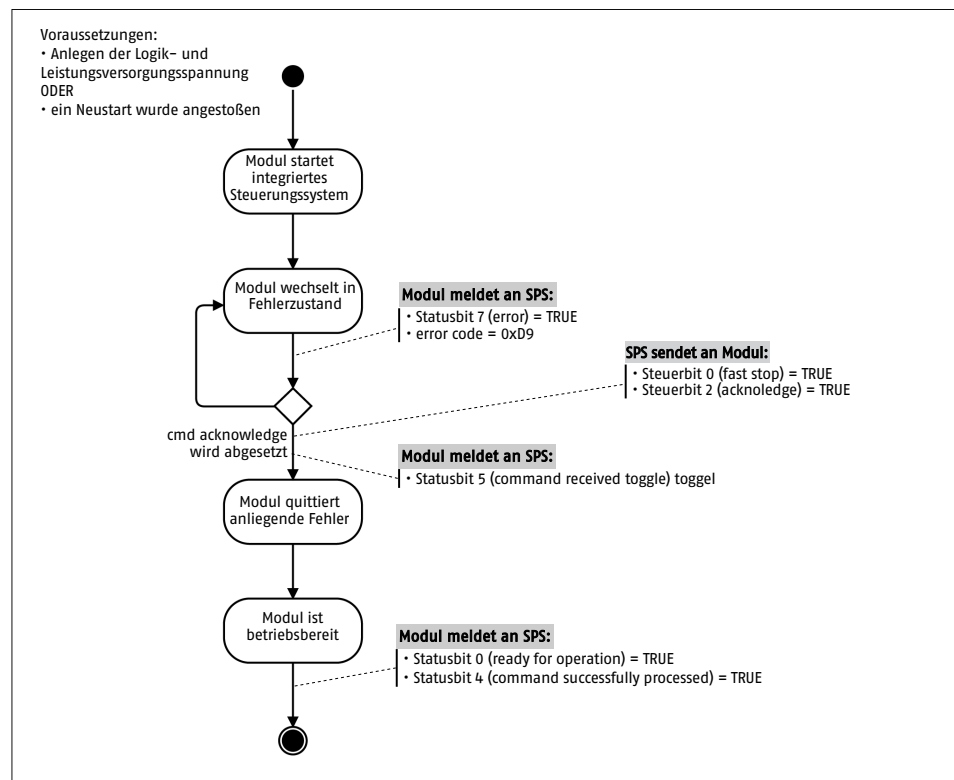 Voraussetzungen:
• Anlegen der Logik- und
Leistungsversorgungsspannung
ODER
• ein Neustart wurde angestoßen
Modul startet
integriertes
Steuerungssystem
Modul wechselt in
Fehlerzustand
Modul meldet an SPS:
• Statusbit 7 (error) = TRUE
• error code = 0xD9
SPS sendet an Modul:
• Steuerbit 0 (fast stop) = TRUE
• Steuerbit 2 (acknoledge) = TRUE
cmd acknowledge
wird abgesetzt
Modul meldet an SPS:
• Statusbit 5 (command received toggle) toggel
Modul quittiert
anliegende Fehler
Modul ist
betriebsbereit
Modul meldet an SPS:
• Statusbit 0 (ready for operation) = TRUE
• Statusbit 4 (command successfully processed) = TRUE